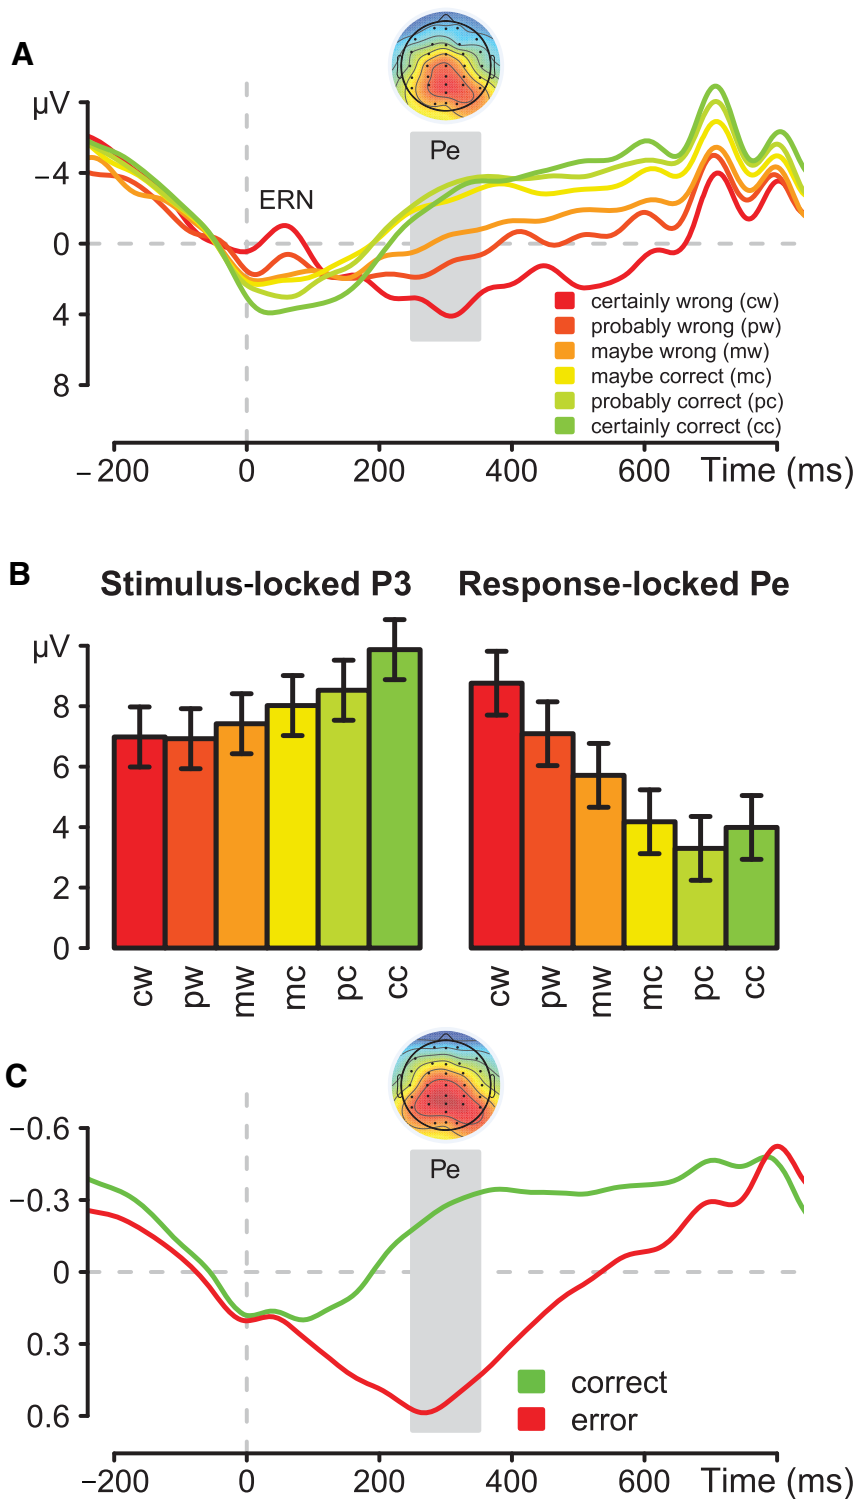 A
μV
Pe
−4
ERN
0
4
8
certainly wrong (cw)
probably wrong (pw)
maybe wrong (mw)
maybe correct (mc)
probably correct (pc)
certainly correct (cc)
−200 0 200 400 600 Time (ms)
B
Stimulus-locked P3 Response-locked Pe
μV
8
6
4
2
0
cw pw mw mc pc cc cw pw mw mc pc cc
C
−0.6
Pe
−0.3
0
0.3
0.6
correct
error
−200 0 200 400 600 Time (ms)